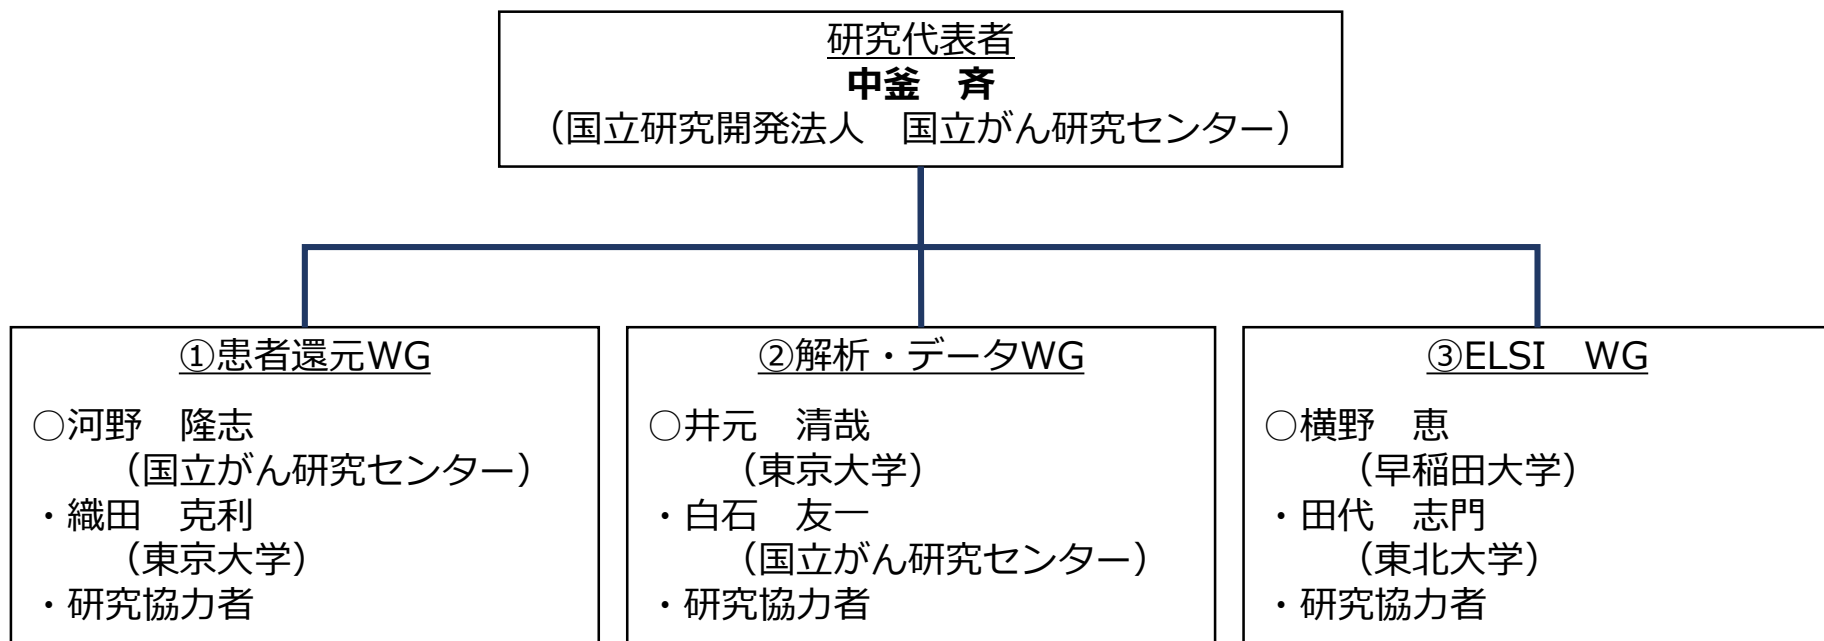 研究代表者
中釜　斉
（国立研究開発法人　国立がん研究センター）
①患者還元WG
○河野　隆志
（国立がん研究センター）
・織田　克利
（東京大学）
・研究協力者
②解析・データWG
○井元　清哉
（東京大学）
・白石　友一
（国立がん研究センター）
・研究協力者
③ELSI　WG
○横野　恵
（早稲田大学）
・田代　志門
（東北大学）
・研究協力者